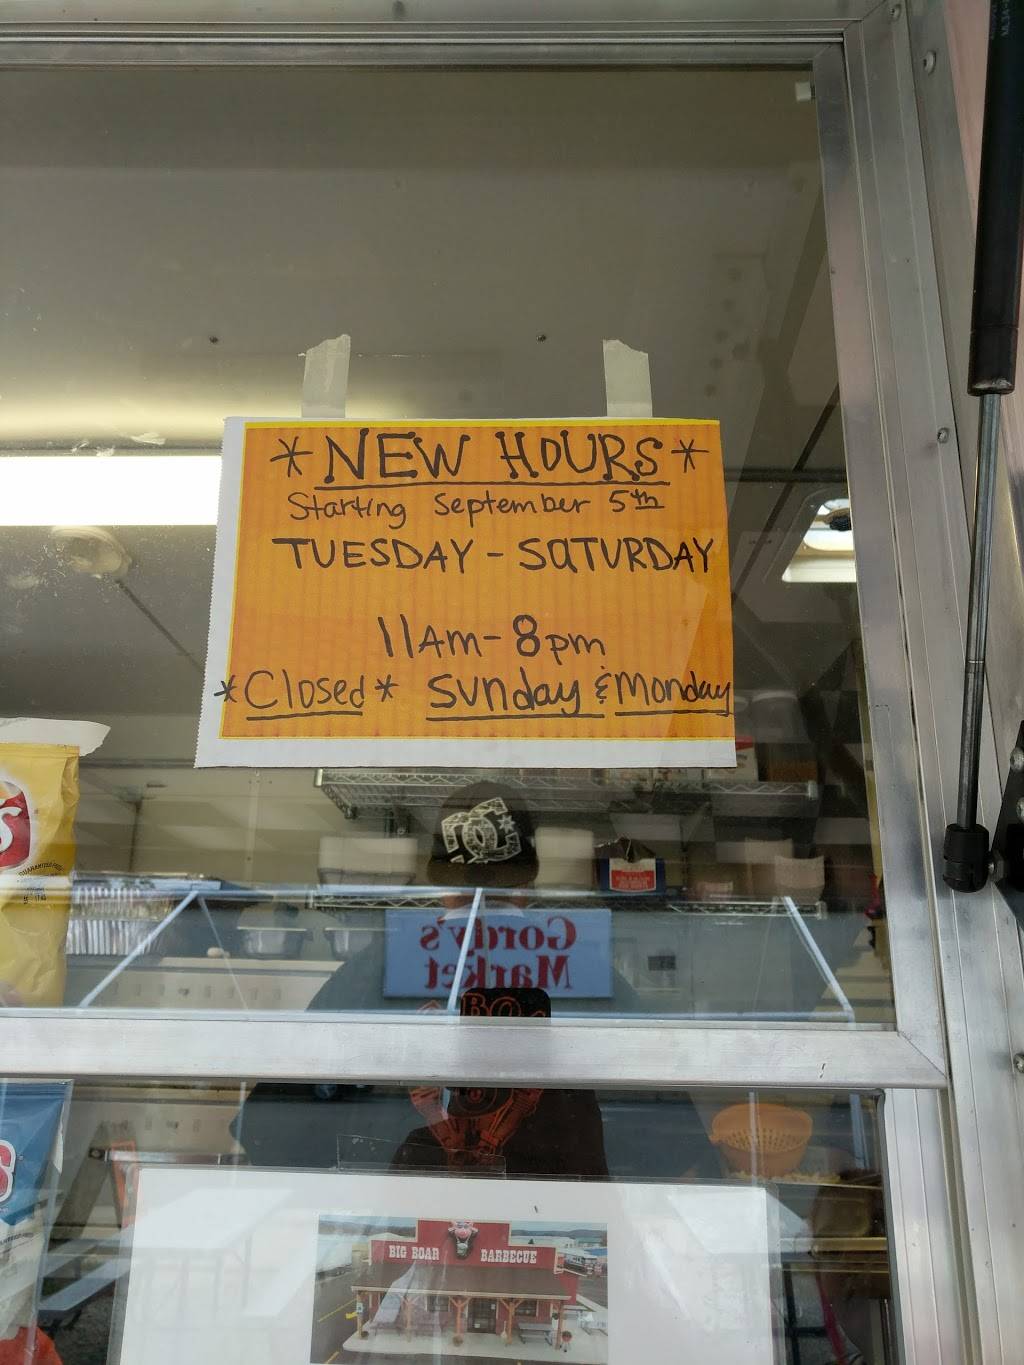 *NEW HOURS*
Starting September 5th
TUESDAY - SATURDAY
11AM - 8pm
*Closed* Sunday & Monday
Gordy's
Market
BIG BOAR BARBECUE